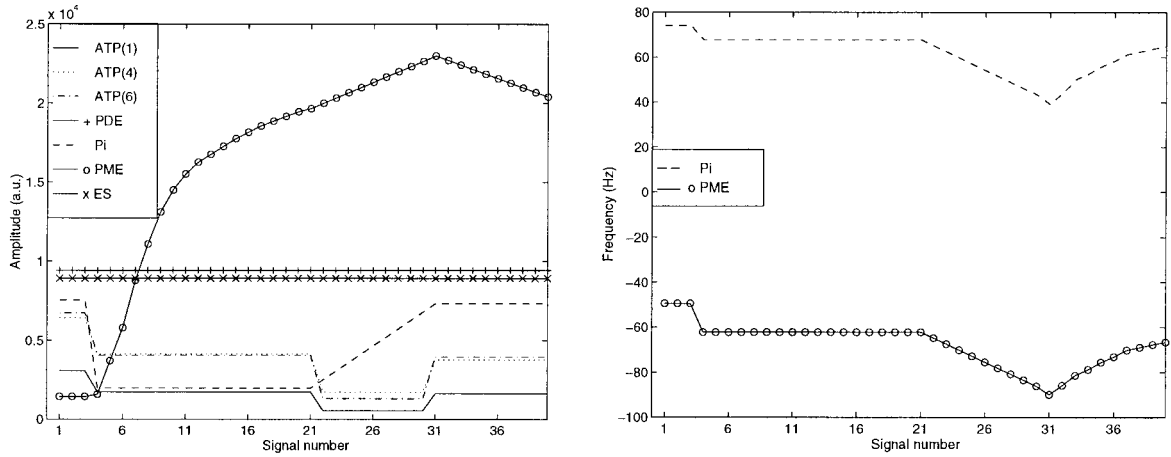 x 10⁴
2.5
2
1.5
1
0.5
0
Amplitude (a.u.)
ATP(1)
ATP(4)
ATP(6)
+ PDE
Pi
o PME
x ES
1 6 11 16 21 26 31 36
Signal number
80
60
40
20
0
−20
−40
−60
−80
−100
Frequency (Hz)
Pi
o PME
1 6 11 16 21 26 31 36
Signal number